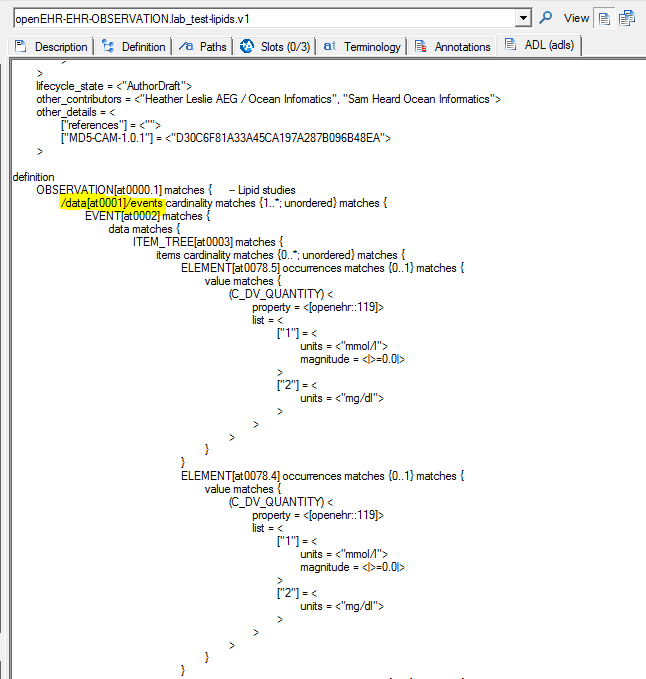 openEHR-EHR-OBSERVATION.lab_test-lipids.v1 View
Description Definition Paths Slots (0/3) Terminology Annotations ADL (adls)
>
lifecycle_state = <"AuthorDraft">
other_contributors = <"Heather Leslie AEG / Ocean Infomatics", "Sam Heard Ocean Informatics">
other_details = <
["references"] = <"">
["MD5-CAM-1.0.1"] = <"D30C6F81A33A45CA197A287B096B48EA">
>
definition
OBSERVATION[at0000.1] matches { -- Lipid studies
/data[at0001]/events cardinality matches {1..*; unordered} matches {
EVENT[at0002] matches {
data matches {
ITEM_TREE[at0003] matches {
items cardinality matches {0..*; unordered} matches {
ELEMENT[at0078.5] occurrences matches {0..1} matches {
value matches {
(C_DV_QUANTITY) <
property = <[openehr::119]>
list = <
["1"] = <
units = <"mmol/l">
magnitude = <|>=0.0|>
>
["2"] = <
units = <"mg/dl">
>
>
>
}
}
ELEMENT[at0078.4] occurrences matches {0..1} matches {
value matches {
(C_DV_QUANTITY) <
property = <[openehr::119]>
list = <
["1"] = <
units = <"mmol/l">
magnitude = <|>=0.0|>
>
["2"] = <
units = <"mg/dl">
>
>
>
}
}